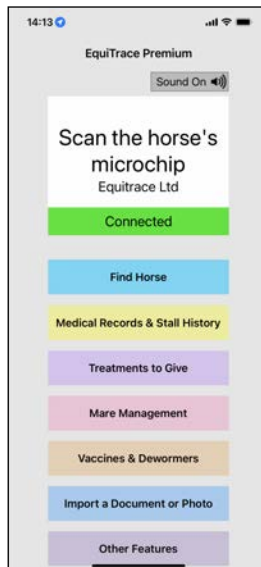 14:13
EquiTrace Premium
Sound On
Scan the horse's
microchip
Equitrace Ltd
Connected
Find Horse
Medical Records & Stall History
Treatments to Give
Mare Management
Vaccines & Dewormers
Import a Document or Photo
Other Features